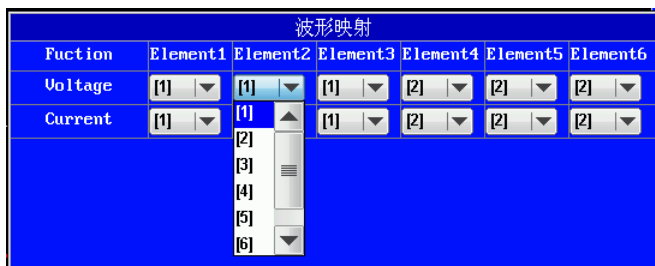 波形映射
Fuction Element1 Element2 Element3 Element4 Element5 Element6
Voltage [1] [1] [1] [2] [2] [2]
Current [1] [1] [1] [2] [2] [2]
[2]
[3]
[4]
[5]
[6]